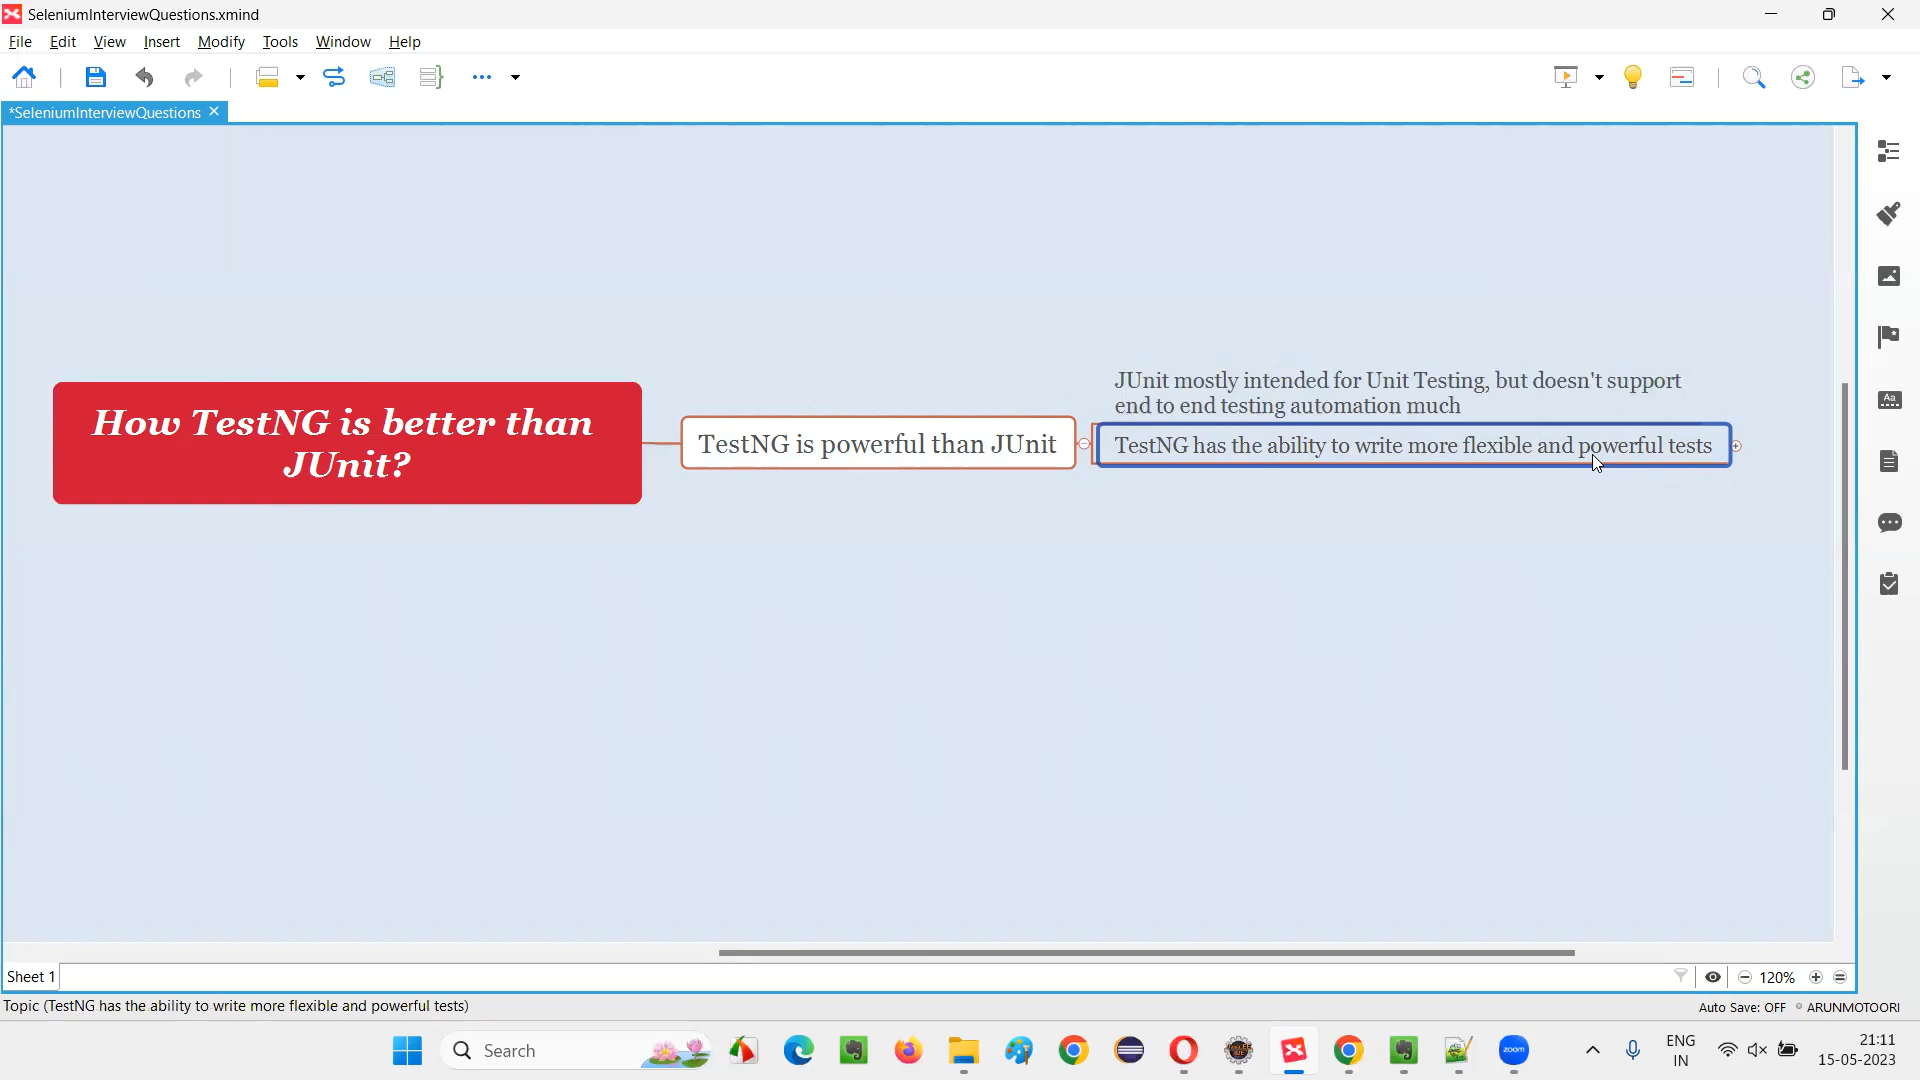 SeleniumInterviewQuestions.xmind
File Edit View Insert Modify Tools Window Help
*SeleniumInterviewQuestions
How TestNG is better than
JUnit?
TestNG is powerful than JUnit
JUnit mostly intended for Unit Testing, but doesn't support
end to end testing automation much
TestNG has the ability to write more flexible and powerful tests
Aa
Sheet 1
120%
Topic (TestNG has the ability to write more flexible and powerful tests)
Auto Save: OFF
ARUNMOTOORI
Search
zoom
ENG
IN
21:11
15-05-2023